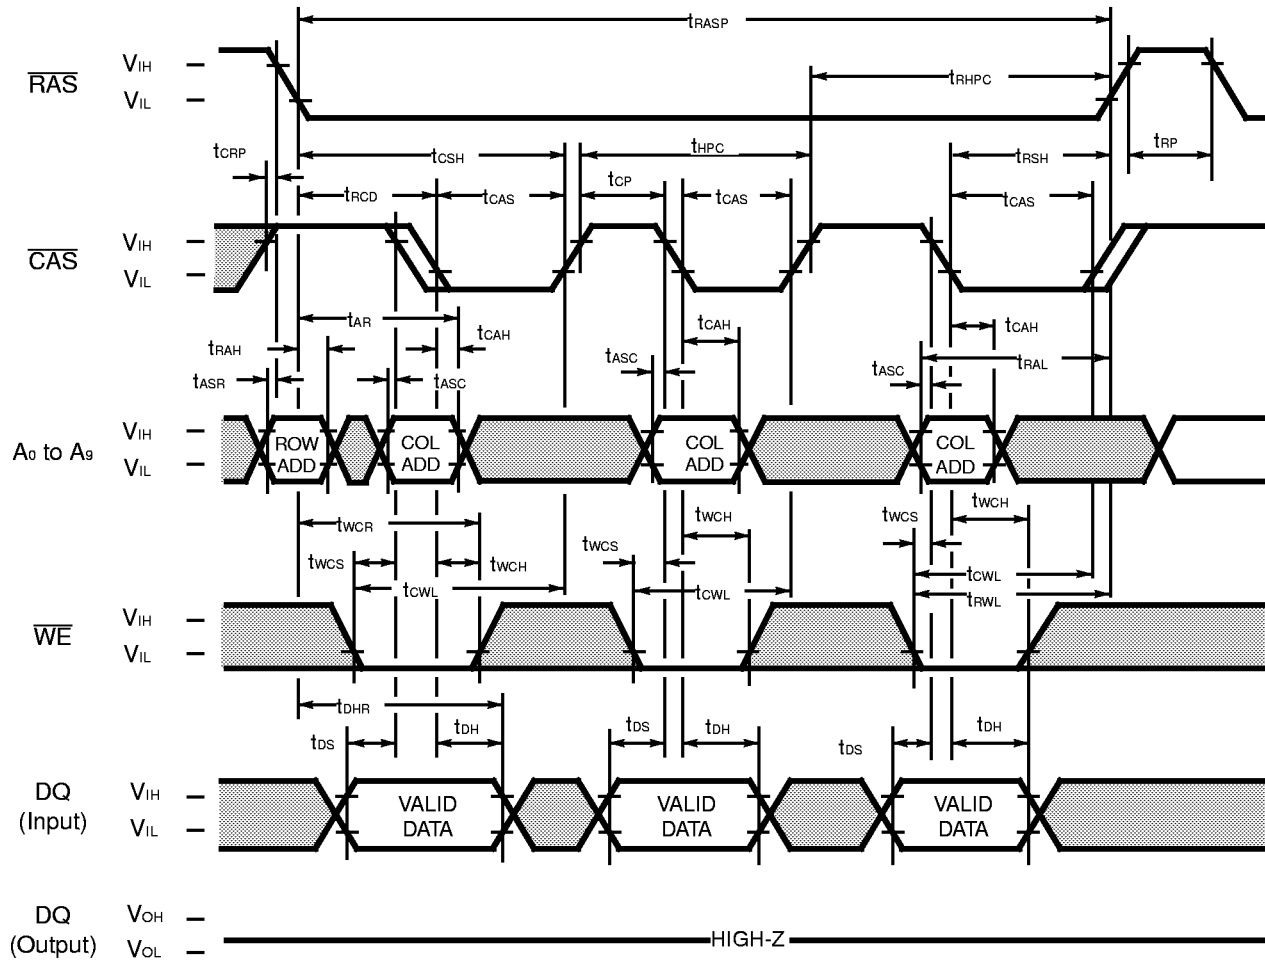 tRASP
VIH
RAS
VIL
tRHPC
tCRP
tCSH
tHPC
tRSH
tRP
tRCD
tCAS
tCP
tCAS
tCAS
VIH
CAS
VIL
tAR
tCAH
tCAH
tCAH
tRAH
tASC
tRAL
tASR
tASC
tASC
A0 to A9
VIH
VIL
ROW
ADD
COL
ADD
COL
ADD
COL
ADD
tWCR
tWCH
tWCS
tWCH
tWCS
tWCH
tWCS
tCWL
tCWL
tCWL
tRWL
VIH
WE
VIL
tDHR
tDS
tDH
tDS
tDH
tDS
tDH
DQ
(Input)
VIH
VIL
VALID
DATA
VALID
DATA
VALID
DATA
DQ
(Output)
VOH
VOL
HIGH-Z